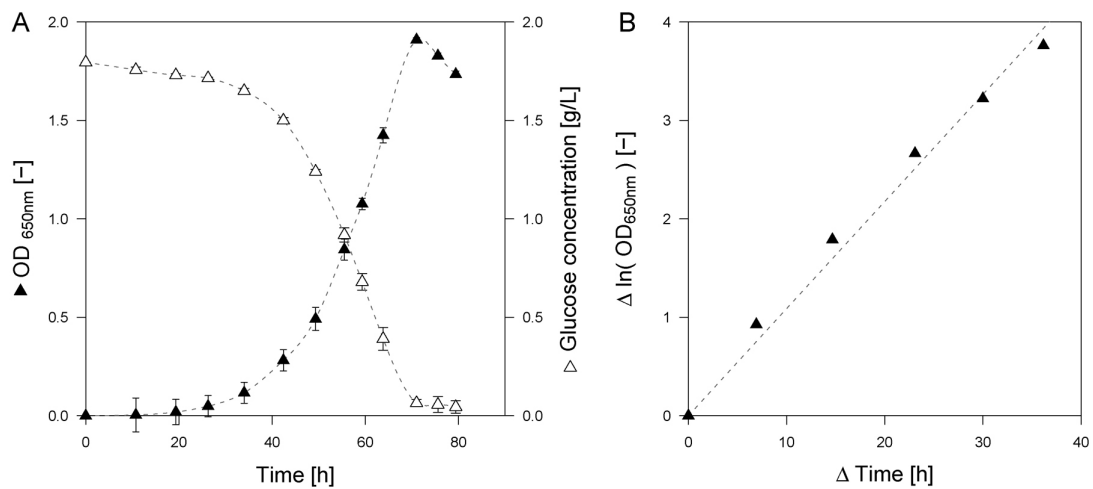 A
B
2.0
1.5
1.0
0.5
0.0
▲ OD 650nm [−]
2.0
1.5
1.0
0.5
0.0
△ Glucose concentration [g/L]
0 20 40 60 80
Time [h]
4
3
2
1
0
Δ ln( OD650nm ) [−]
0 10 20 30 40
Δ Time [h]